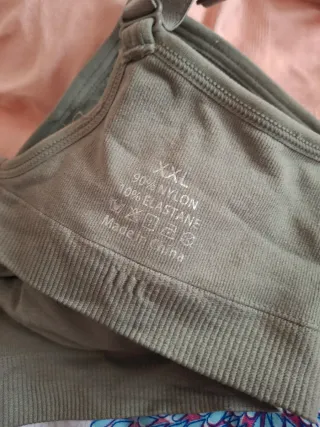 XXL
90% NYLON
10% ELASTANE
Made in China